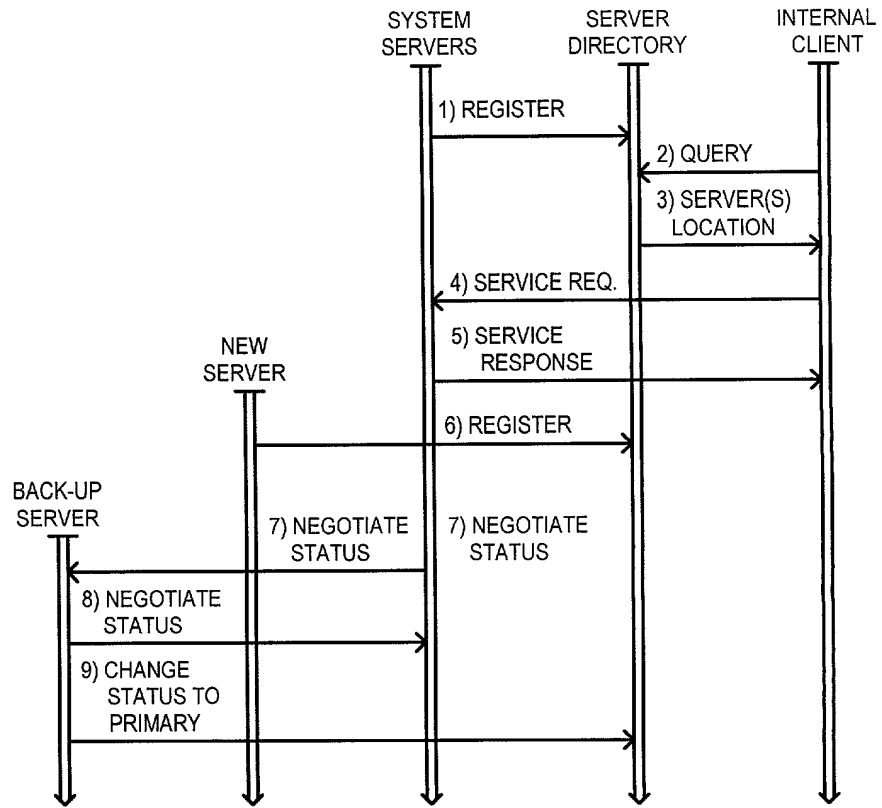 SYSTEM
SERVERS
SERVER
DIRECTORY
INTERNAL
CLIENT
1) REGISTER
2) QUERY
3) SERVER(S)
LOCATION
4) SERVICE REQ.
5) SERVICE
RESPONSE
NEW
SERVER
6) REGISTER
BACK-UP
SERVER
7) NEGOTIATE
STATUS
7) NEGOTIATE
STATUS
8) NEGOTIATE
STATUS
9) CHANGE
STATUS TO
PRIMARY